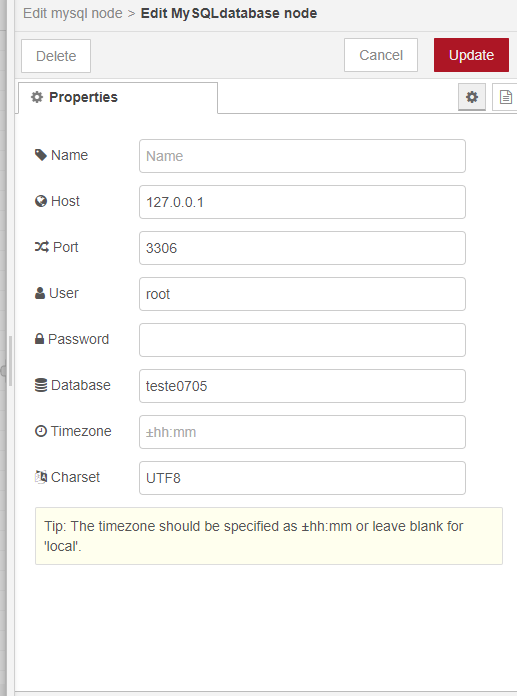 Edit mysql node > Edit MySQLdatabase node
Delete Cancel Update
Properties
Name Name
Host 127.0.0.1
Port 3306
User root
Password
Database teste0705
Timezone ±hh:mm
Charset UTF8
Tip: The timezone should be specified as ±hh:mm or leave blank for
'local'.